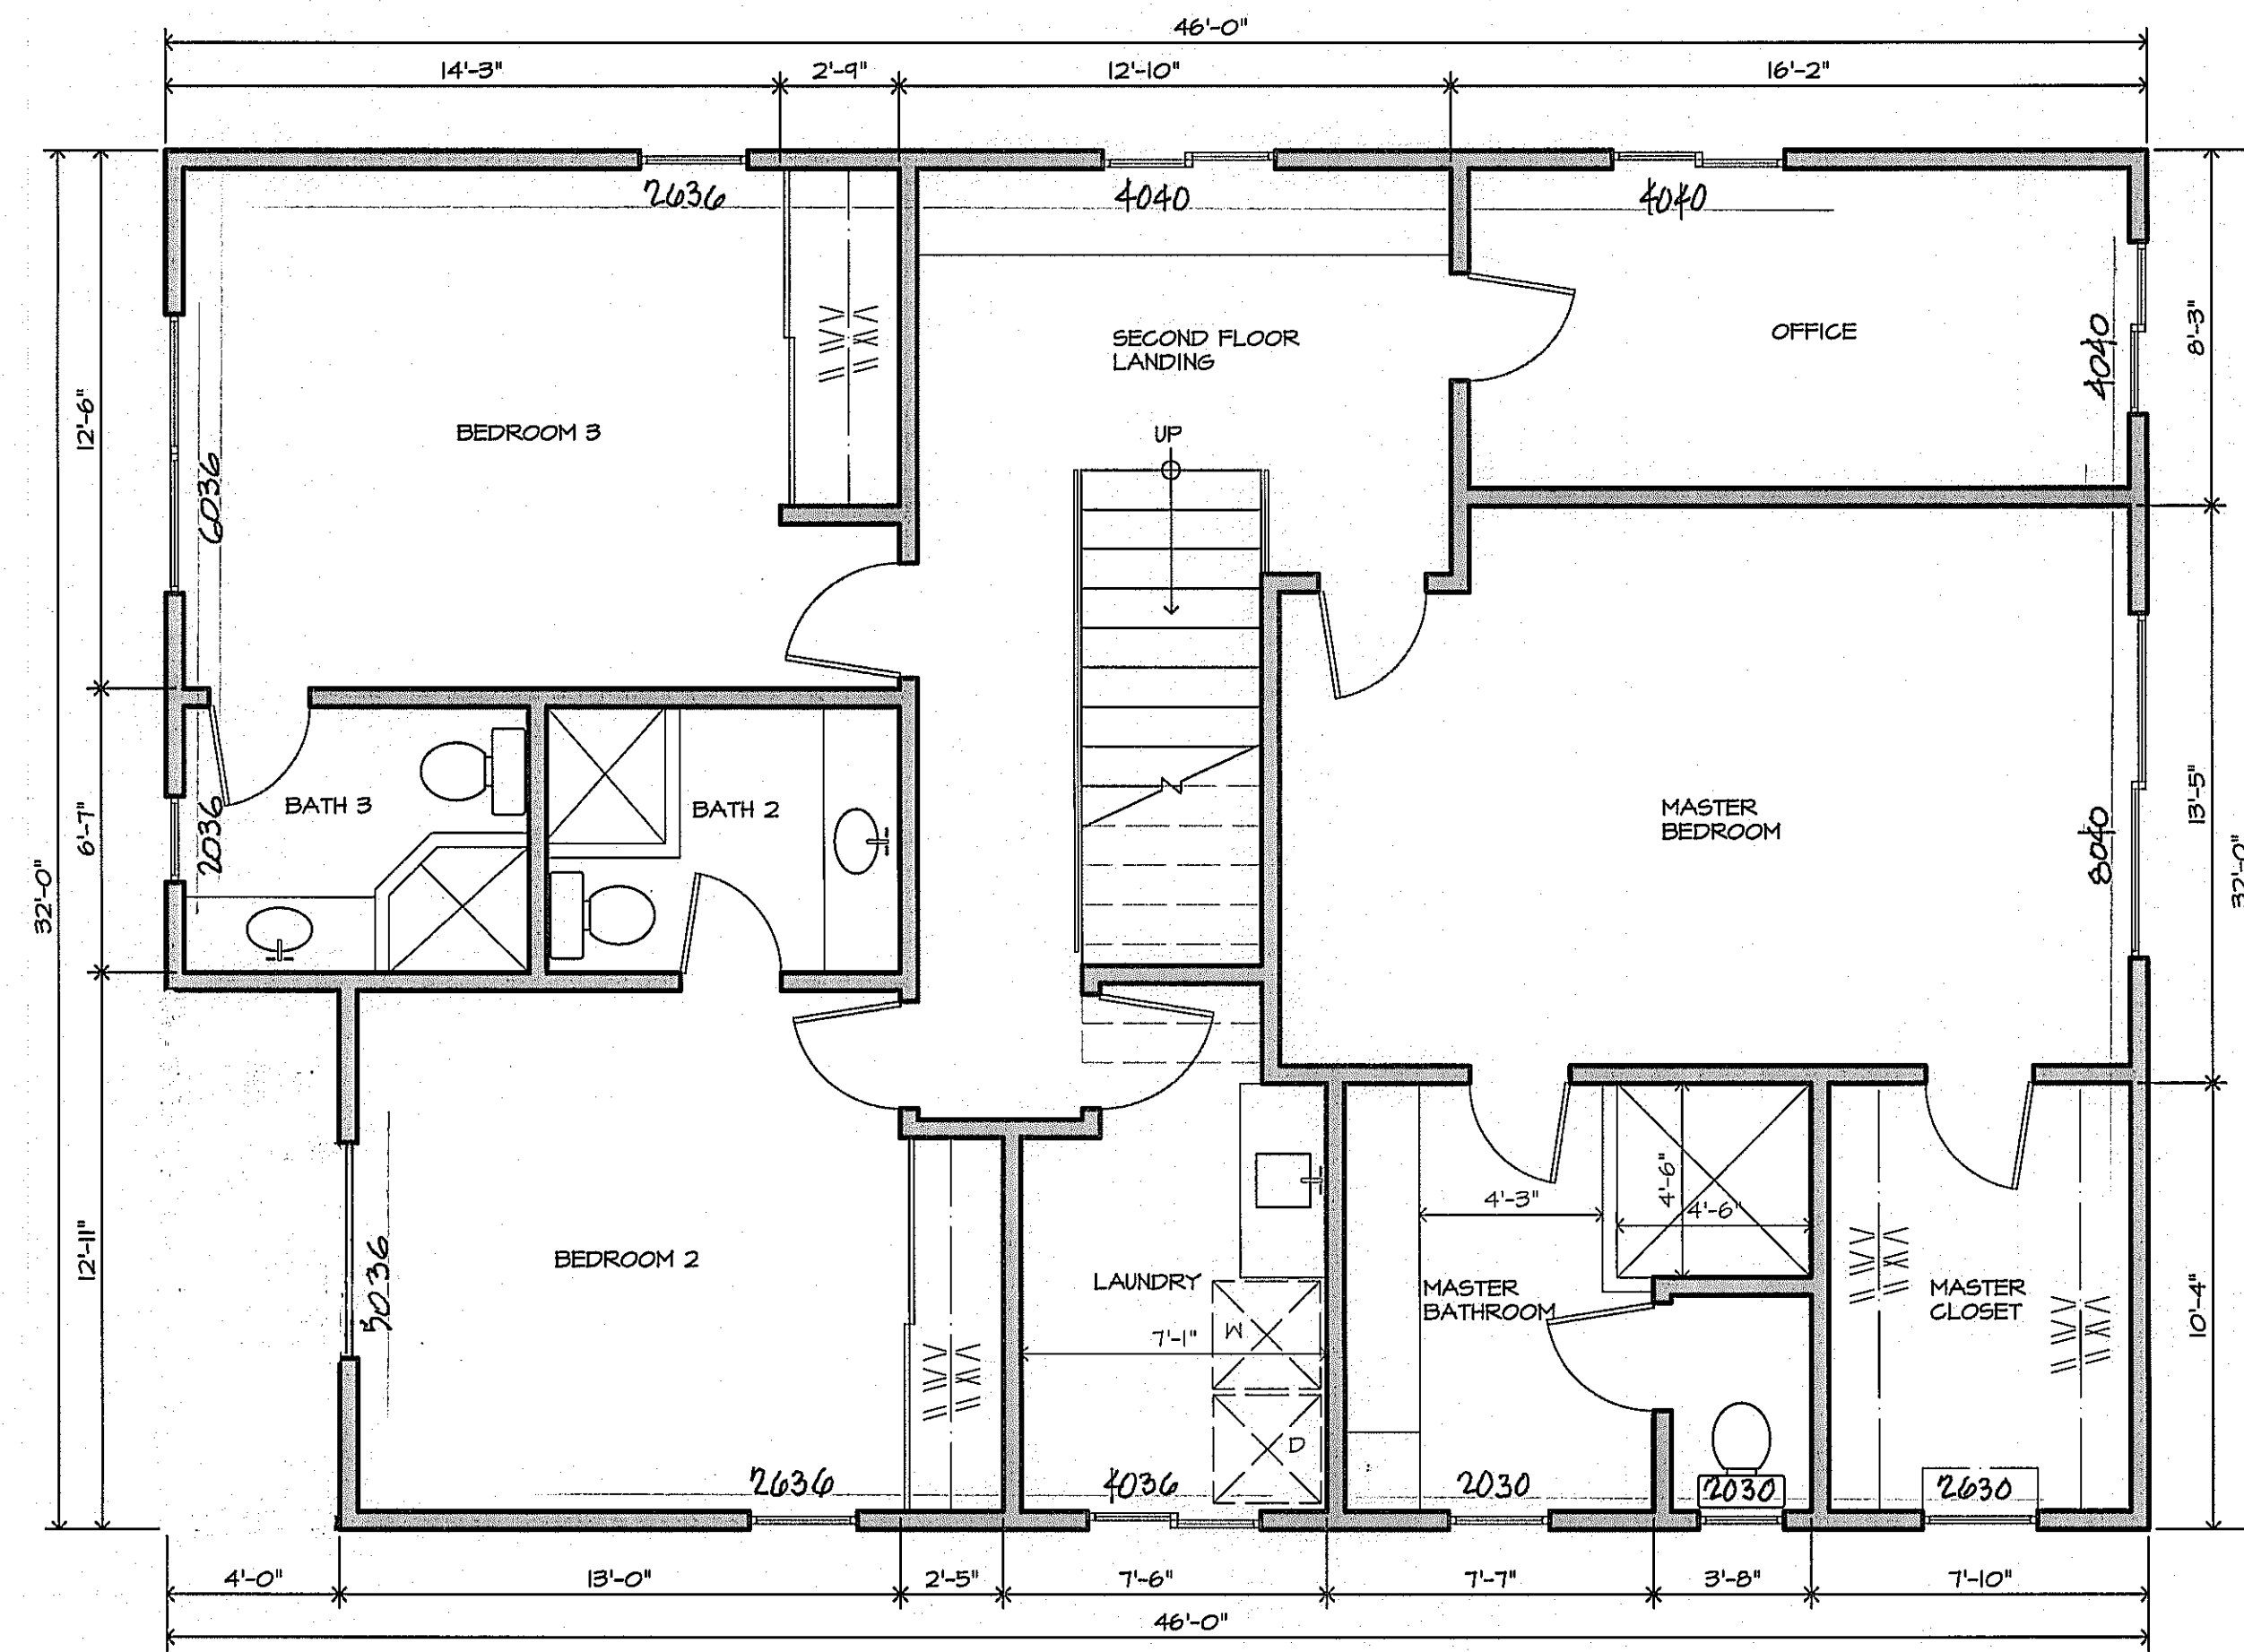 46'-0"
14'-3"
2'-9"
12'-10"
16'-2"
2636
4040
4040
SECOND FLOOR
LANDING
OFFICE
4040
8'-3"
12'-6"
BEDROOM 3
UP
6036
BATH 3
BATH 2
MASTER
BEDROOM
2036
6'-7"
32'-0"
8040
13'-5"
32'-0"
12'-11"
BEDROOM 2
5036
LAUNDRY
7'-1"
W
D
4'-3"
4'-6"
4'-6"
MASTER
BATHROOM
MASTER
CLOSET
10'-4"
2636
4036
2030
2030
2630
4'-0"
13'-0"
2'-5"
7'-6"
7'-7"
3'-8"
7'-10"
46'-0"